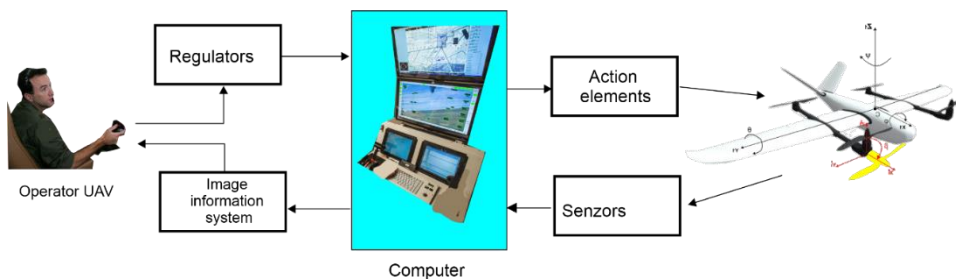 Regulators
Action
elements
Operator UAV
Image
information
system
Senzors
Computer
θ